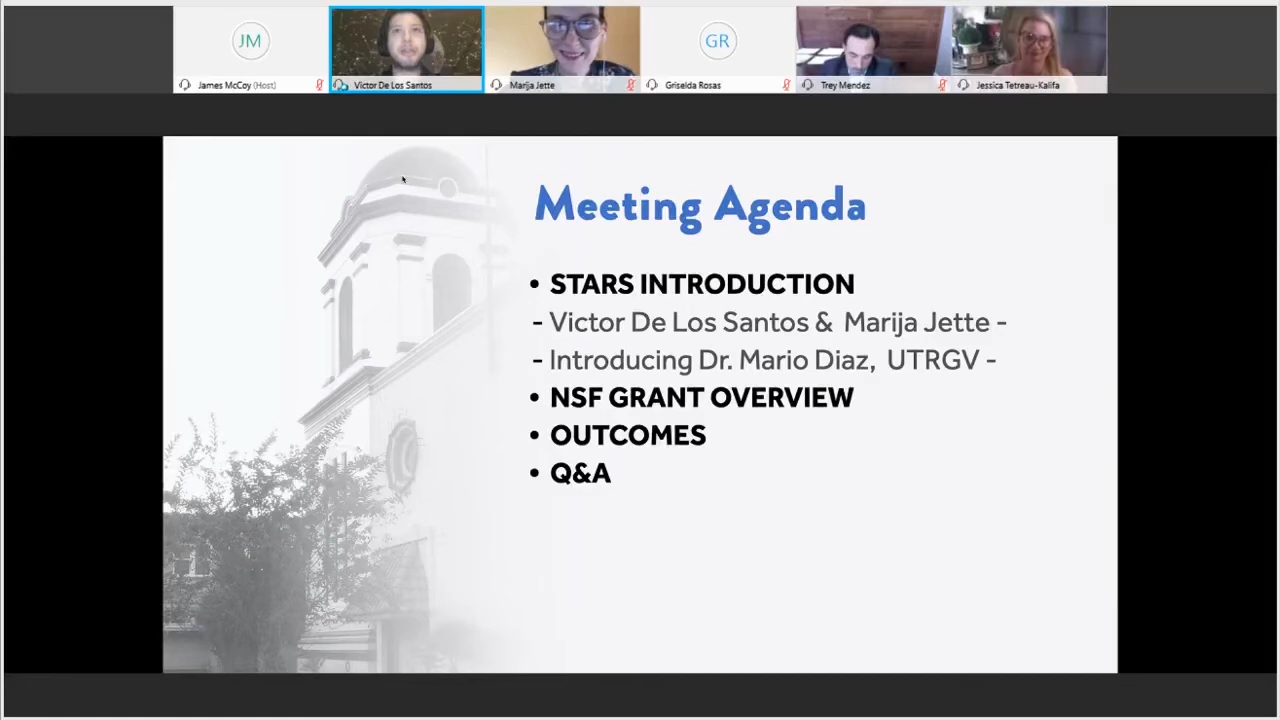 JM
GR
James McCoy (Host)
Victor De Los Santos
Marija Jette
Griselda Rosas
Trey Mendez
Jessica Tetreau-Kalifa
Meeting Agenda
• STARS INTRODUCTION
- Victor De Los Santos & Marija Jette -
- Introducing Dr. Mario Diaz, UTRGV -
• NSF GRANT OVERVIEW
• OUTCOMES
• Q&A